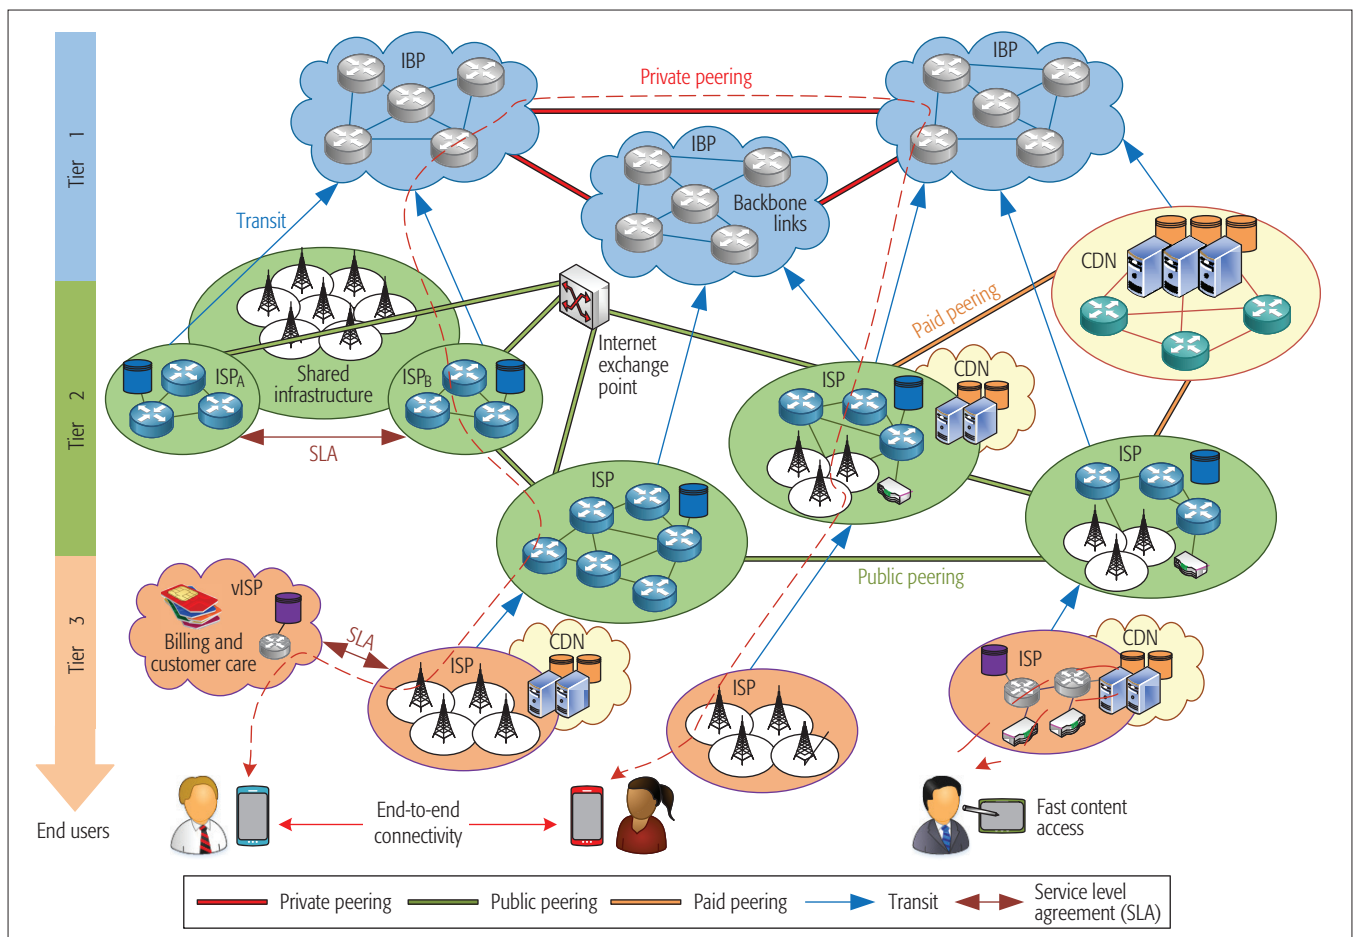 IBP
IBP
Private peering
IBP
Backbone
links
Tier 1
Transit
CDN
Paid peering
Internet
exchange
point
ISPA
Shared
infrastructure
ISPB
ISP
CDN
Tier 2
SLA
ISP
ISP
Public peering
vISP
Billing and
customer care
SLA
ISP
CDN
ISP
ISP
CDN
Tier 3
End users
End-to-end
connectivity
Fast content
access
Private peering
Public peering
Paid peering
Transit
Service level
agreement (SLA)